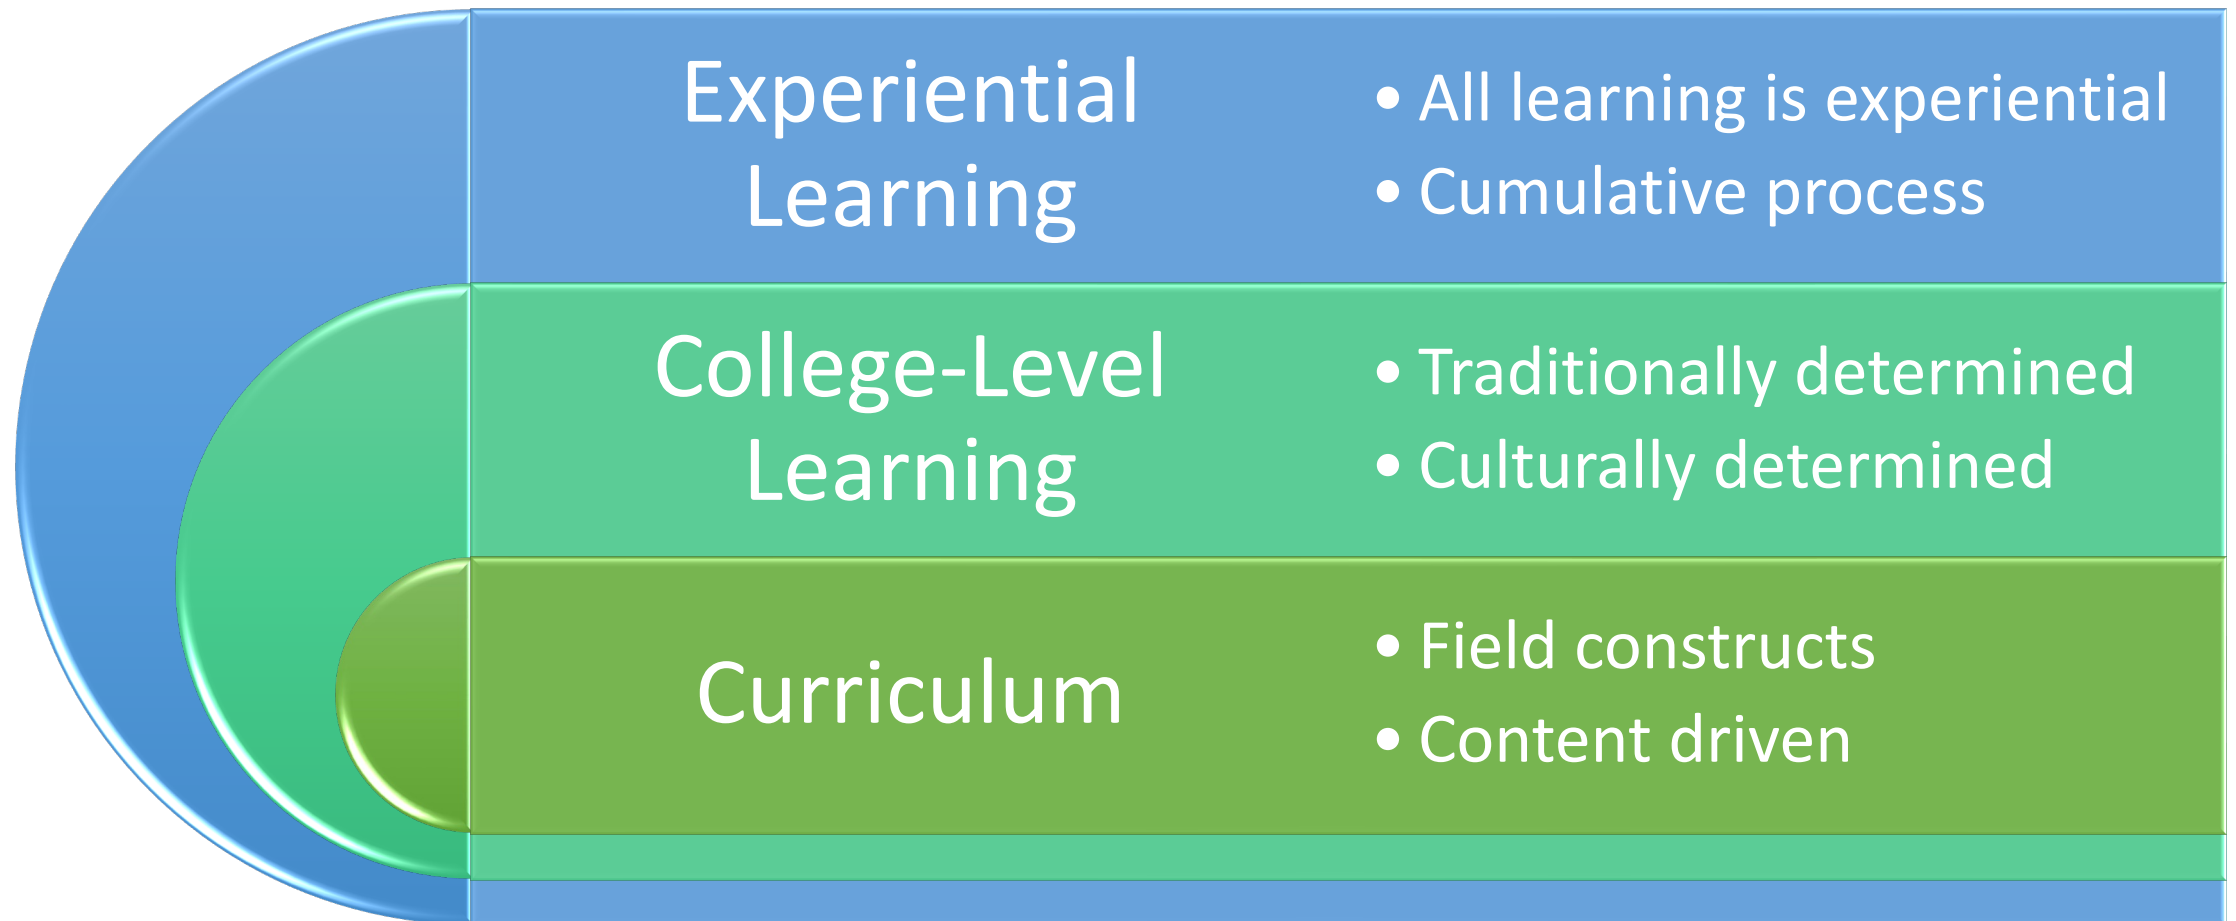 Experiential
Learning
• All learning is experiential
• Cumulative process
College-Level
Learning
• Traditionally determined
• Culturally determined
Curriculum
• Field constructs
• Content driven